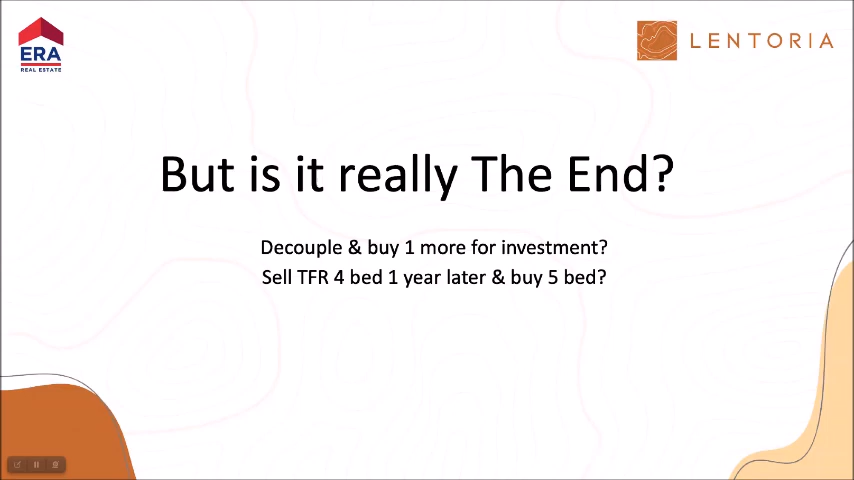 ERA
REAL ESTATE
LENTORIA
But is it really The End?
Decouple & buy 1 more for investment?
Sell TFR 4 bed 1 year later & buy 5 bed?